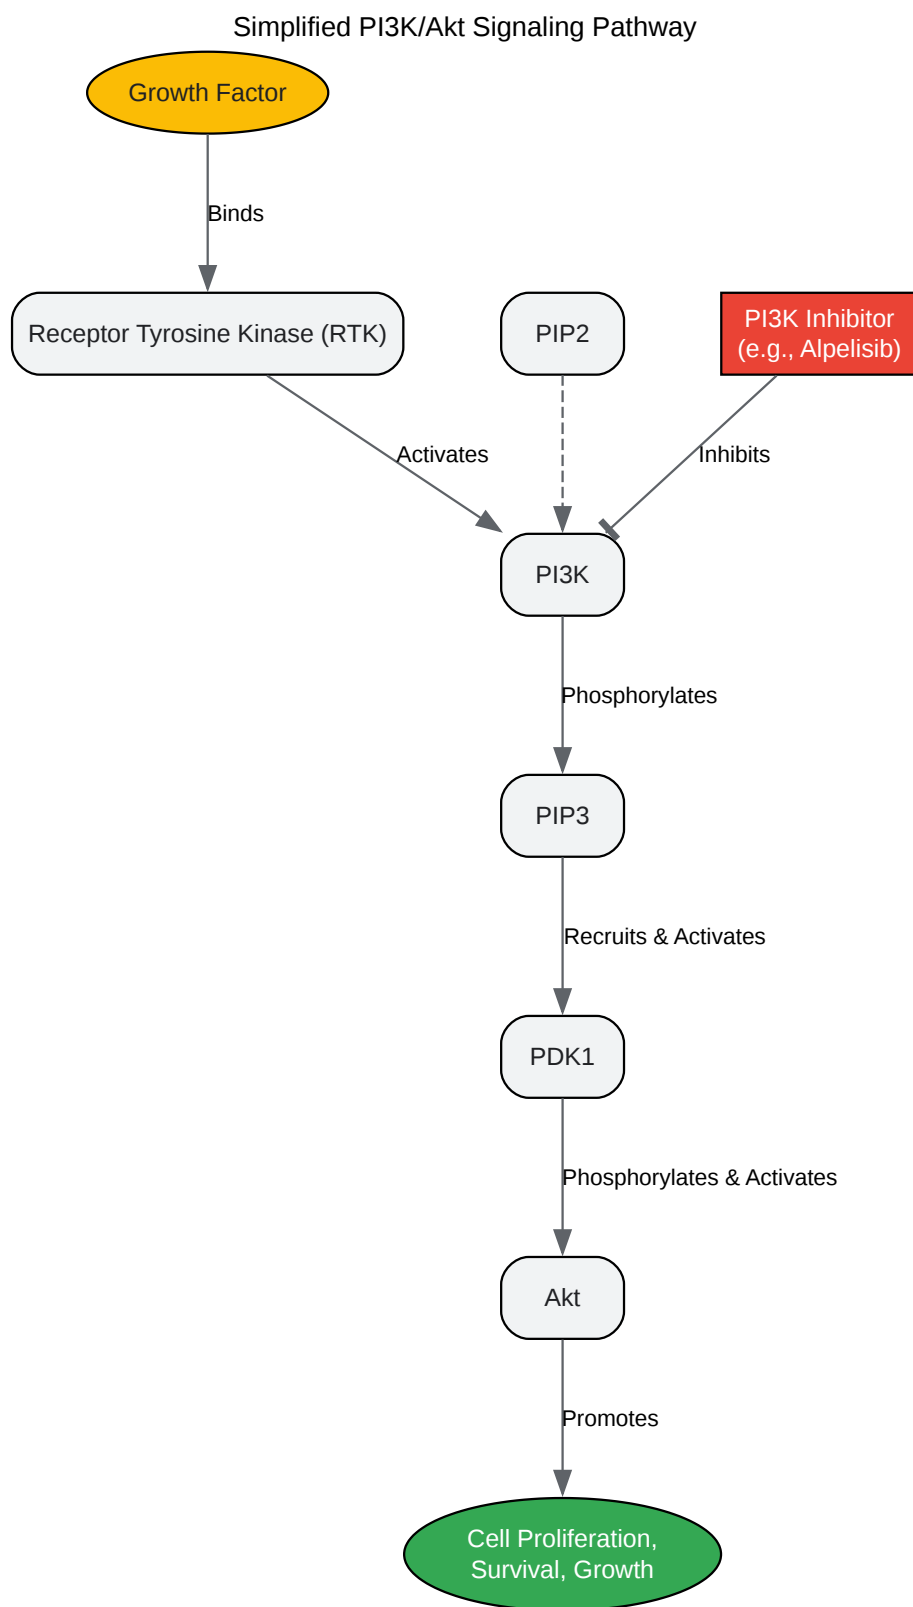 Simplified PI3K/Akt Signaling Pathway
Growth Factor
Binds
Receptor Tyrosine Kinase (RTK)
PIP2
PI3K Inhibitor
(e.g., Alpelisib)
Activates
Inhibits
PI3K
Phosphorylates
PIP3
Recruits & Activates
PDK1
Phosphorylates & Activates
Akt
Promotes
Cell Proliferation,
Survival, Growth